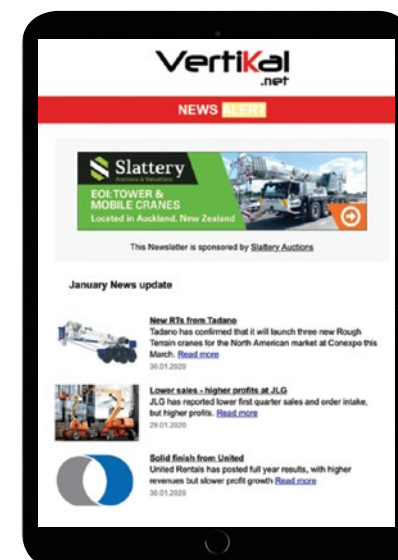 VertiKal
.net
NEWS ALERT
Slattery
Auctions & Valuations
EOI: TOWER &
MOBILE CRANES
Located in Auckland, New Zealand
This Newsletter is sponsored by Slattery Auctions
January News update
New RTs from Tadano
Tadano has confirmed that it will launch three new Rough
Terrain cranes for the North American market at Conexpo this
March. Read more
30.01.2020
Lower sales - higher profits at JLG
JLG has reported lower first quarter sales and order intake,
but higher profits. Read more
29.01.2020
Solid finish from United
United Rentals has posted full year results, with higher
revenues but slower profit growth Read more
30.01.2020